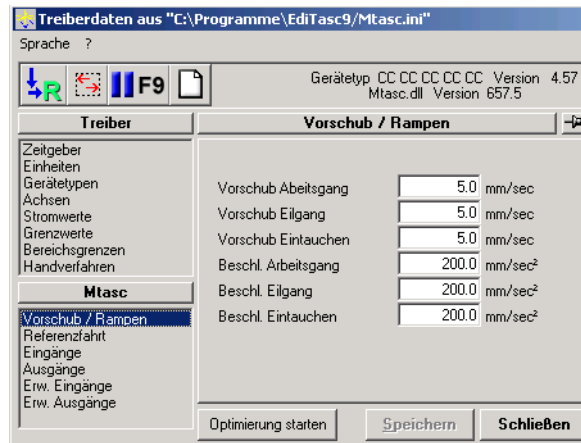 Treiberdaten aus "C:\Programme\EdiTasc9/Mtasc.ini"
Sprache ?
R
F9
Gerätetyp CC CC CC CC CC Version 4.57
Mtasc.dll Version 657.5
Treiber
Zeitgeber
Einheiten
Gerätetypen
Achsen
Stromwerte
Grenzwerte
Bereichsgrenzen
Handverfahren
Mtasc
Vorschub / Rampen
Referenzfahrt
Eingänge
Ausgänge
Erw. Eingänge
Erw. Ausgänge
Vorschub / Rampen
Vorschub Abeitsgang 5.0 mm/sec
Vorschub Eilgang 5.0 mm/sec
Vorschub Eintauchen 5.0 mm/sec
Beschl. Arbeitsgang 200.0 mm/sec²
Beschl. Eilgang 200.0 mm/sec²
Beschl. Eintauchen 200.0 mm/sec²
Optimierung starten Speichern Schließen